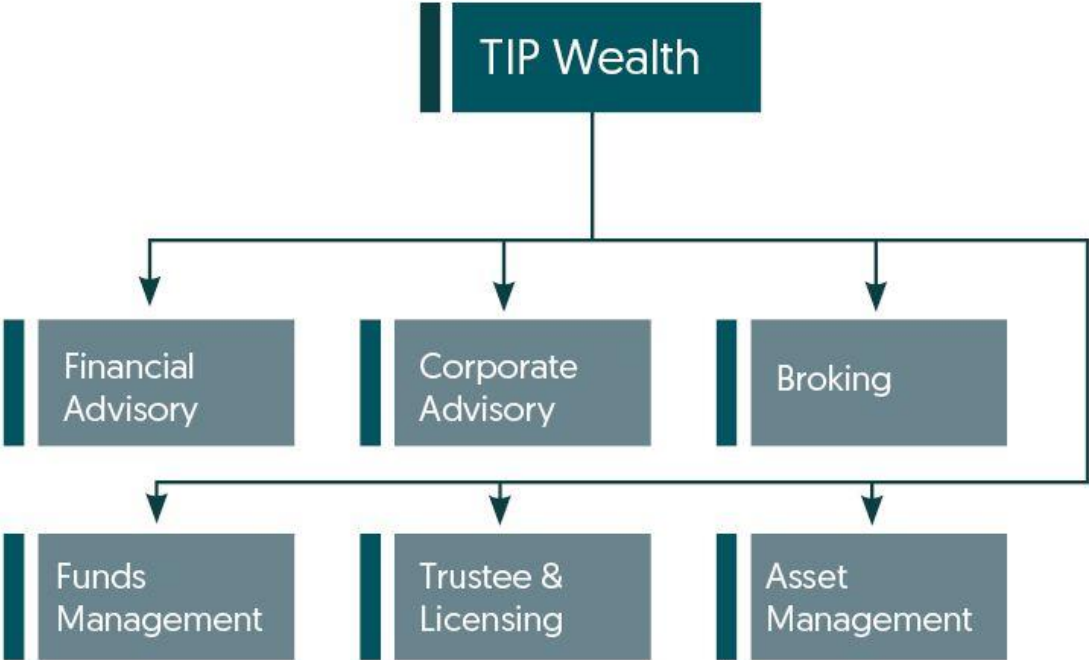 TIP Wealth
Financial
Advisory
Corporate
Advisory
Broking
Funds
Management
Trustee &
Licensing
Asset
Management